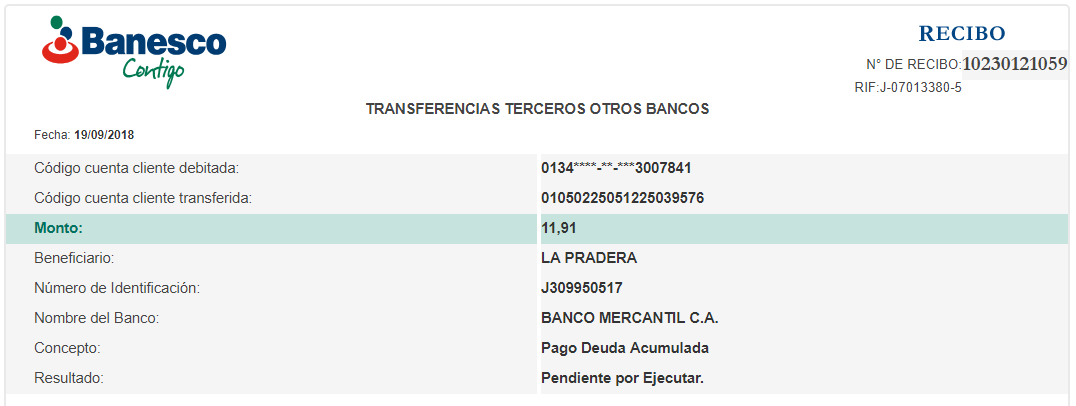 Banesco
Contigo
RECIBO
N° DE RECIBO:10230121059
RIF:J-07013380-5
TRANSFERENCIAS TERCEROS OTROS BANCOS
Fecha: 19/09/2018
Código cuenta cliente debitada: 0134****-**-***3007841
Código cuenta cliente transferida: 01050225051225039576
Monto: 11,91
Beneficiario: LA PRADERA
Número de Identificación: J309950517
Nombre del Banco: BANCO MERCANTIL C.A.
Concepto: Pago Deuda Acumulada
Resultado: Pendiente por Ejecutar.